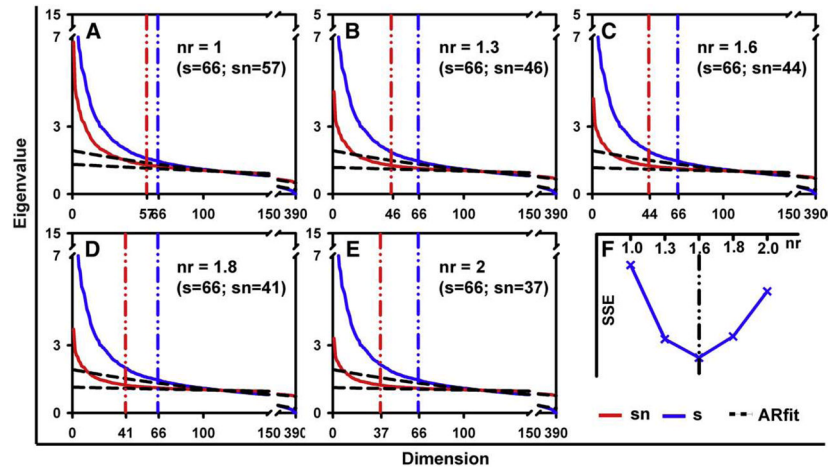 15
7
3
0
A
nr = 1
(s=66; sn=57)
0 57 66 100 150 390
5
7
3
0
B
nr = 1.3
(s=66; sn=46)
0 46 66 100 150 390
5
7
3
0
C
nr = 1.6
(s=66; sn=44)
0 44 66 100 150 390
Eigenvalue
15
7
3
0
D
nr = 1.8
(s=66; sn=41)
0 41 66 100 150 390
15
7
3
0
E
nr = 2
(s=66; sn=37)
0 37 66 100 150 390
F
1.0 1.3 1.6 1.8 2.0 nr
SSE
sn s ARfit
Dimension